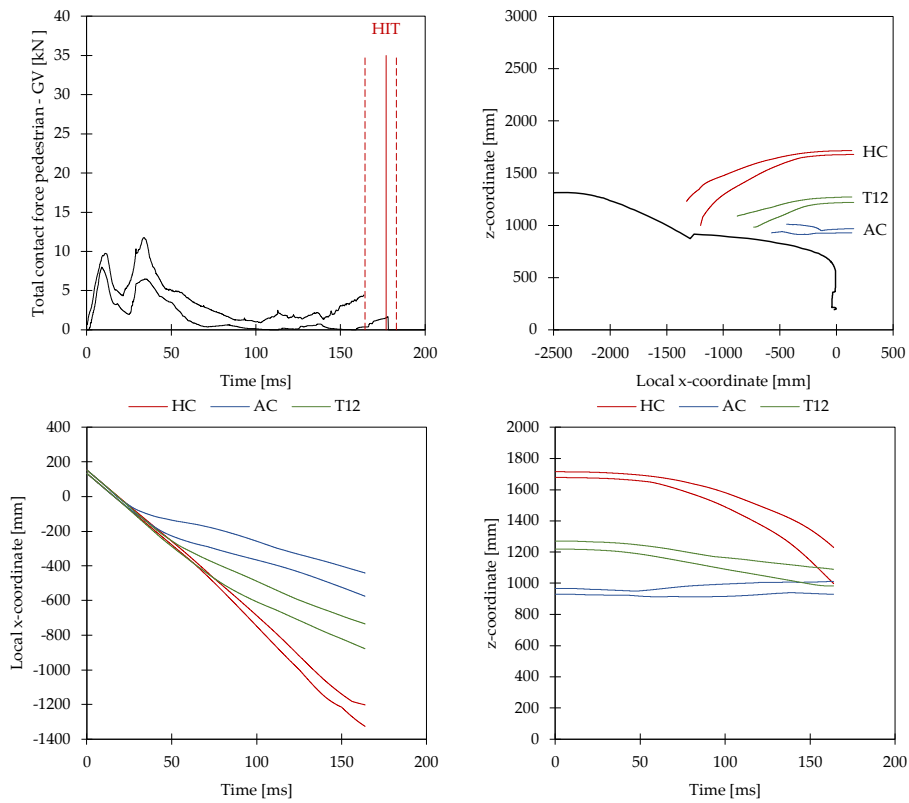 Total contact force pedestrian - GV [kN]
40
35
30
25
20
15
10
5
0
HIT
0 50 100 150 200
Time [ms]
z-coordinate [mm]
3000
2500
2000
1500
1000
500
0
HC
T12
AC
-2500 -2000 -1500 -1000 -500 0 500
Local x-coordinate [mm]
HC AC T12
Local x-coordinate [mm]
400
200
0
-200
-400
-600
-800
-1000
-1200
-1400
0 50 100 150 200
Time [ms]
HC AC T12
z-coordinate [mm]
2000
1800
1600
1400
1200
1000
800
600
400
200
0
0 50 100 150 200
Time [ms]